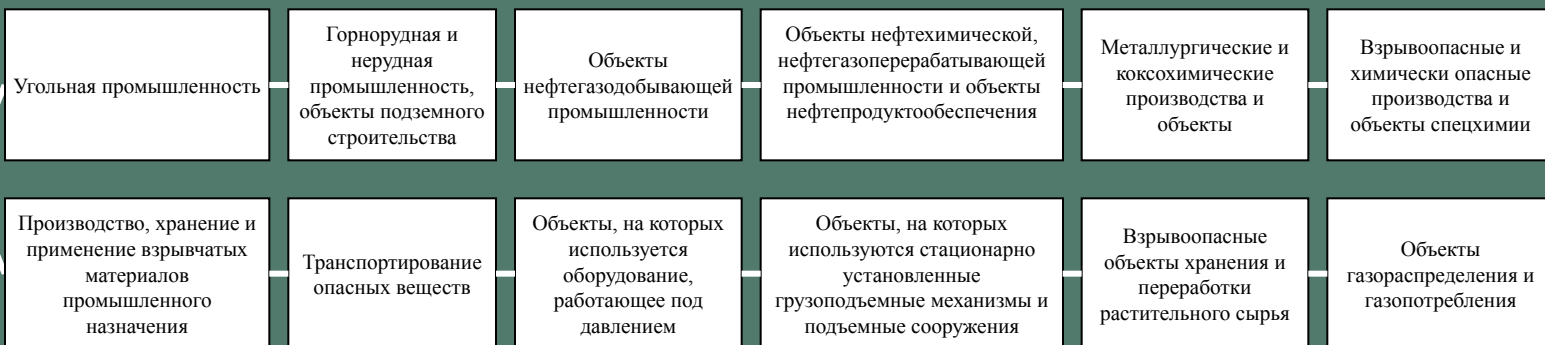 Угольная промышленность
Горнорудная и
нерудная
промышленность,
объекты подземного
строительства
Объекты
нефтегазодобывающей
промышленности
Объекты нефтехимической,
нефтегазоперерабатывающей
промышленности и объекты
нефтепродуктообеспечения
Металлургические и
коксохимические
производства и
объекты
Взрывоопасные и
химически опасные
производства и
объекты спецхимии
Производство, хранение и
применение взрывчатых
материалов
промышленного
назначения
Транспортирование
опасных веществ
Объекты, на которых
используется
оборудование,
работающее под
давлением
Объекты, на которых
используются стационарно
установленные
грузоподъемные механизмы и
подъемные сооружения
Взрывоопасные
объекты хранения и
переработки
растительного сырья
Объекты
газораспределения и
газопотребления